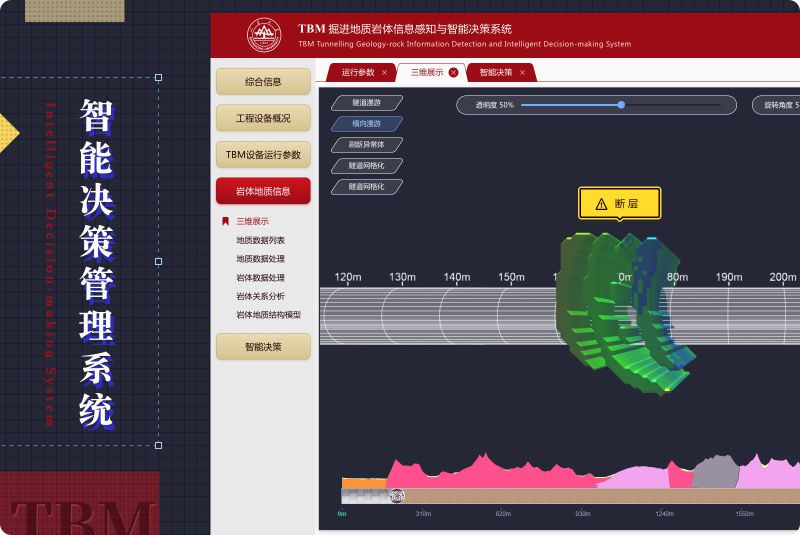 智能决策管理系统
Intelligent Decision-making System
TBM
TBM 掘进地质岩体信息感知与智能决策系统
TBM Tunnelling Geology-rock Information Detection and Intelligent Decision-making System
综合信息
工程设备概况
TBM设备运行参数
岩体地质信息
三维展示
地质数据列表
地质数据处理
岩体数据处理
岩体关系分析
岩体地质结构模型
智能决策
运行参数 ×
三维展示 ×
智能决策 ×
隧道漫游
横向漫游
刷新异常体
隧道网格化
隧道网格化
透明度 50%
旋转角度 5
断层
120m 130m 140m 150m 1 0m 80m 190m 200m
0m 310m 620m 930m 1240m 1550m